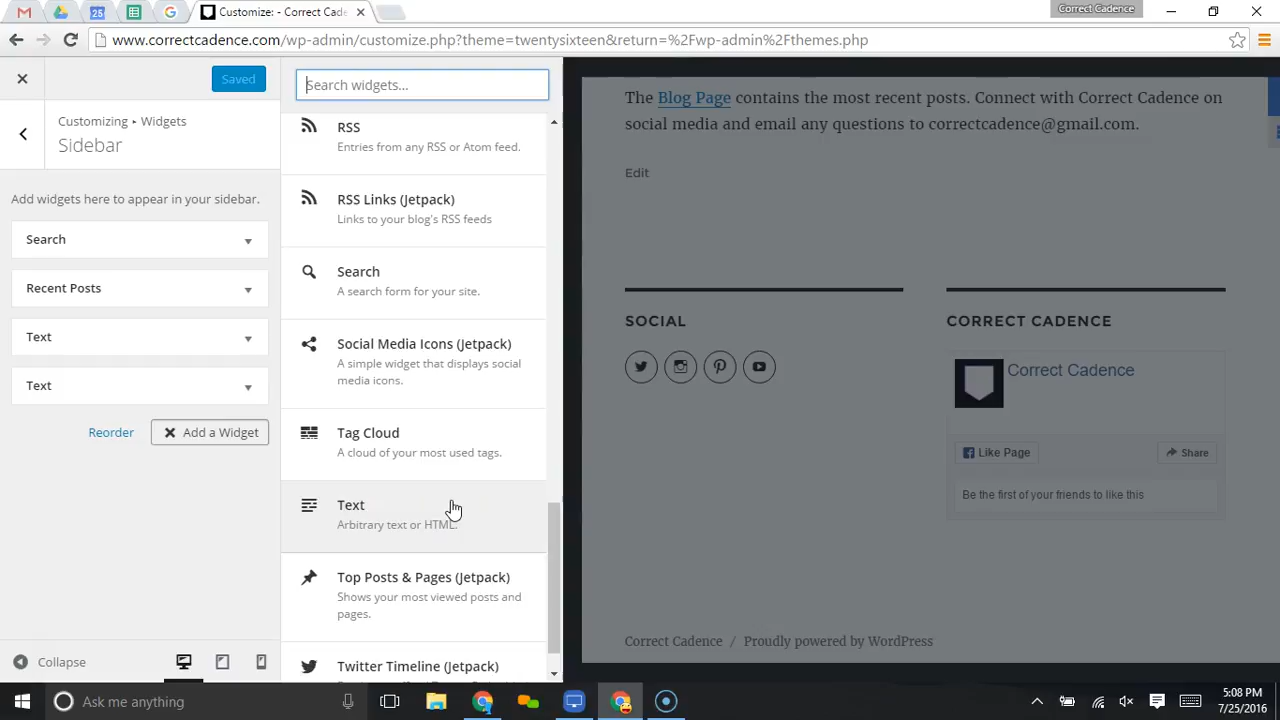 Customize: - Correct Cade
Correct Cadence
www.correctcadence.com/wp-admin/customize.php?theme=twentysixteen&return=%2Fwp-admin%2Fthemes.php
Saved
Customizing ▸ Widgets
Sidebar
Add widgets here to appear in your sidebar.
Search
Recent Posts
Text
Text
Reorder
Add a Widget
Collapse
Search widgets...
RSS
Entries from any RSS or Atom feed.
RSS Links (Jetpack)
Links to your blog's RSS feeds
Search
A search form for your site.
Social Media Icons (Jetpack)
A simple widget that displays social
media icons.
Tag Cloud
A cloud of your most used tags.
Text
Arbitrary text or HTML.
Top Posts & Pages (Jetpack)
Shows your most viewed posts and
pages.
Twitter Timeline (Jetpack)
The Blog Page contains the most recent posts. Connect with Correct Cadence on
social media and email any questions to correctcadence@gmail.com.
Edit
SOCIAL
CORRECT CADENCE
Correct Cadence
Like Page
Share
Be the first of your friends to like this
Correct Cadence / Proudly powered by WordPress
Ask me anything
5:08 PM
7/25/2016